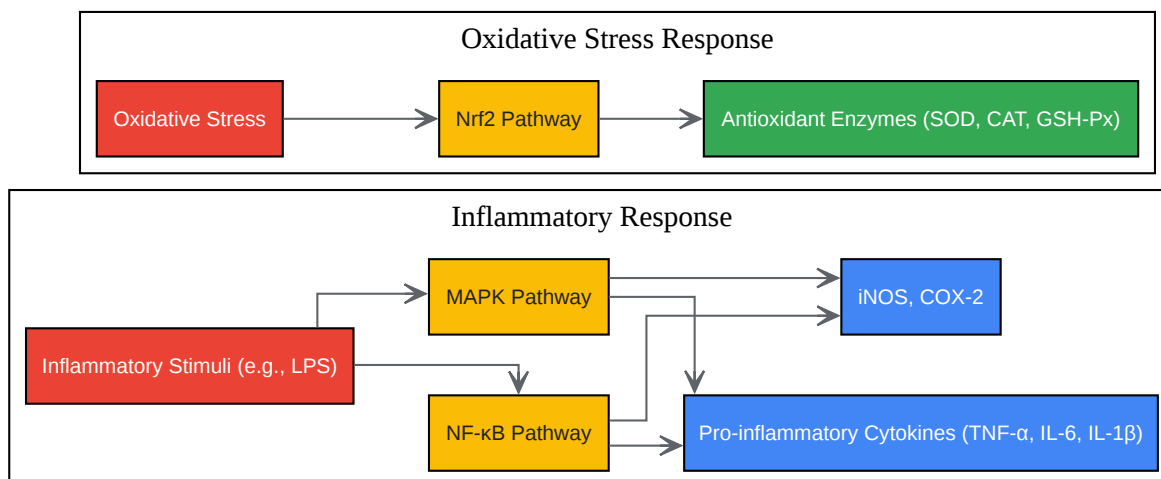 Oxidative Stress Response
Oxidative Stress
Nrf2 Pathway
Antioxidant Enzymes (SOD, CAT, GSH-Px)
Inflammatory Response
MAPK Pathway
iNOS, COX-2
Inflammatory Stimuli (e.g., LPS)
NF-κB Pathway
Pro-inflammatory Cytokines (TNF-α, IL-6, IL-1β)